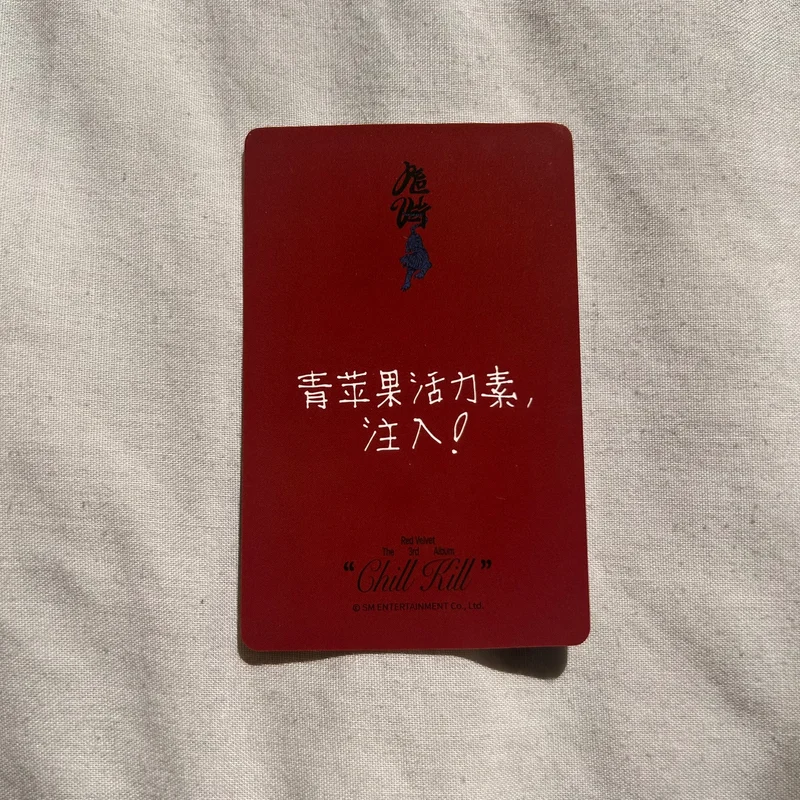 青苹果活力素,
注入!
Red Velvet
The 3rd Album
“Chill Kill”
© SM ENTERTAINMENT Co., Ltd.